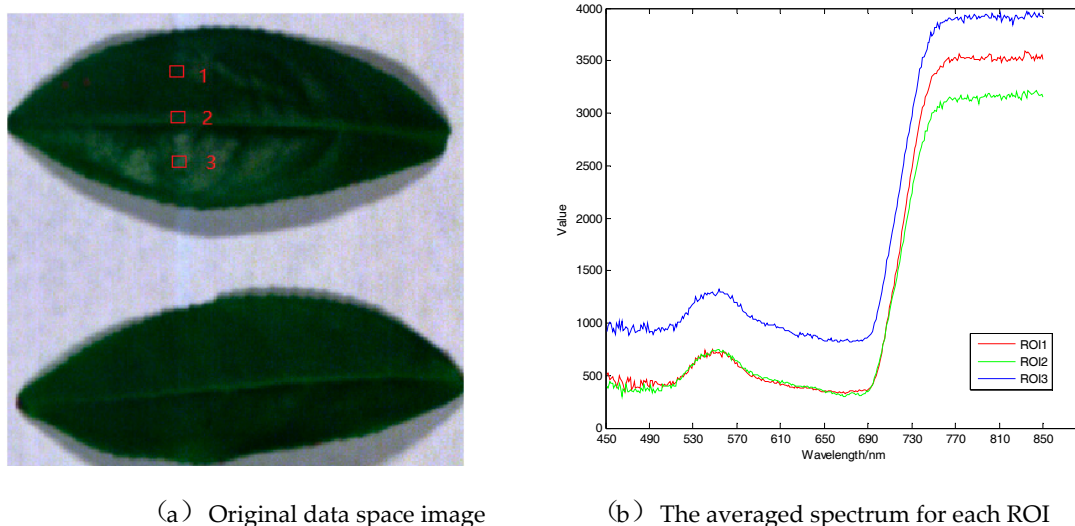 1
2
3
4000
3500
3000
2500
2000
1500
1000
500
0
Value
450 490 530 570 610 650 690 730 770 810 850
Wavelength/nm
ROI1
ROI2
ROI3
（a） Original data space image
（b） The averaged spectrum for each ROI